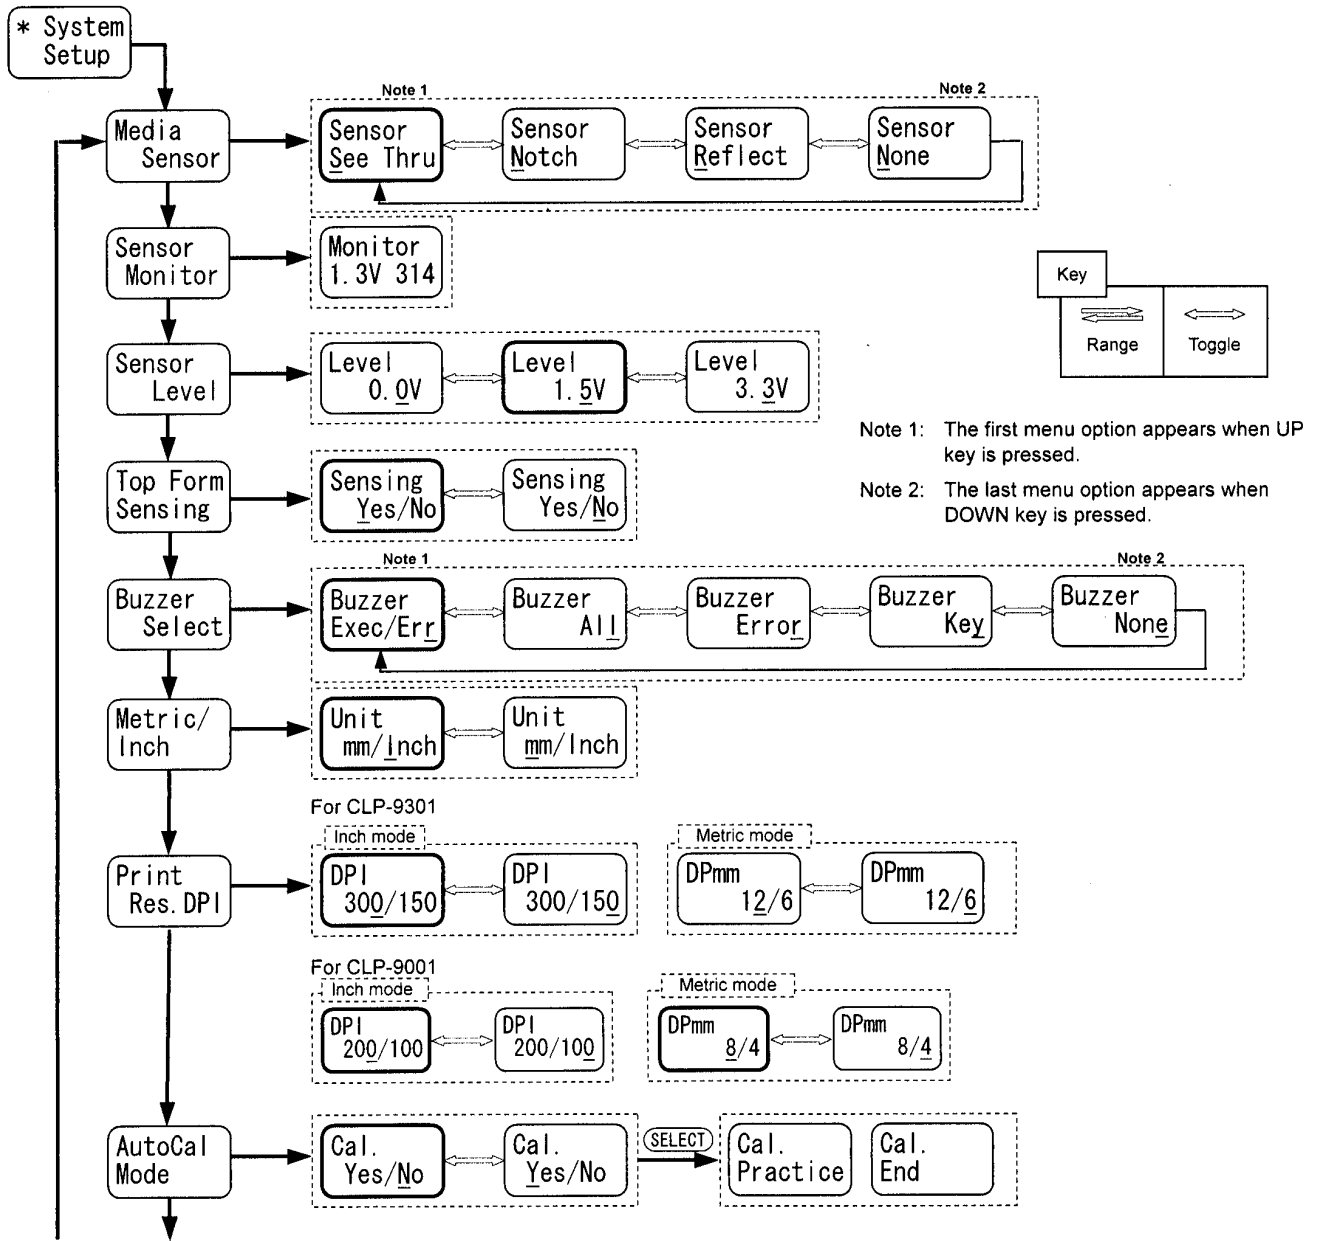 * System
Setup
Note 1
Note 2
Media
Sensor
Sensor
See Thru
Sensor
Notch
Sensor
Reflect
Sensor
None
Sensor
Monitor
Monitor
1.3V 314
Key
Range
Toggle
Sensor
Level
Level
0.0V
Level
1.5V
Level
3.3V
Note 1: The first menu option appears when UP
key is pressed.
Note 2: The last menu option appears when
DOWN key is pressed.
Top Form
Sensing
Sensing
Yes/No
Sensing
Yes/No
Note 1
Note 2
Buzzer
Select
Buzzer
Exec/Err
Buzzer
All
Buzzer
Error
Buzzer
Key
Buzzer
None
Metric/
Inch
Unit
mm/Inch
Unit
mm/Inch
For CLP-9301
Inch mode
Metric mode
Print
Res.DPI
DPI
300/150
DPI
300/150
DPmm
12/6
DPmm
12/6
For CLP-9001
Inch mode
Metric mode
DPI
200/100
DPI
200/100
DPmm
8/4
DPmm
8/4
AutoCal
Mode
Cal.
Yes/No
Cal.
Yes/No
SELECT
Cal.
Practice
Cal.
End